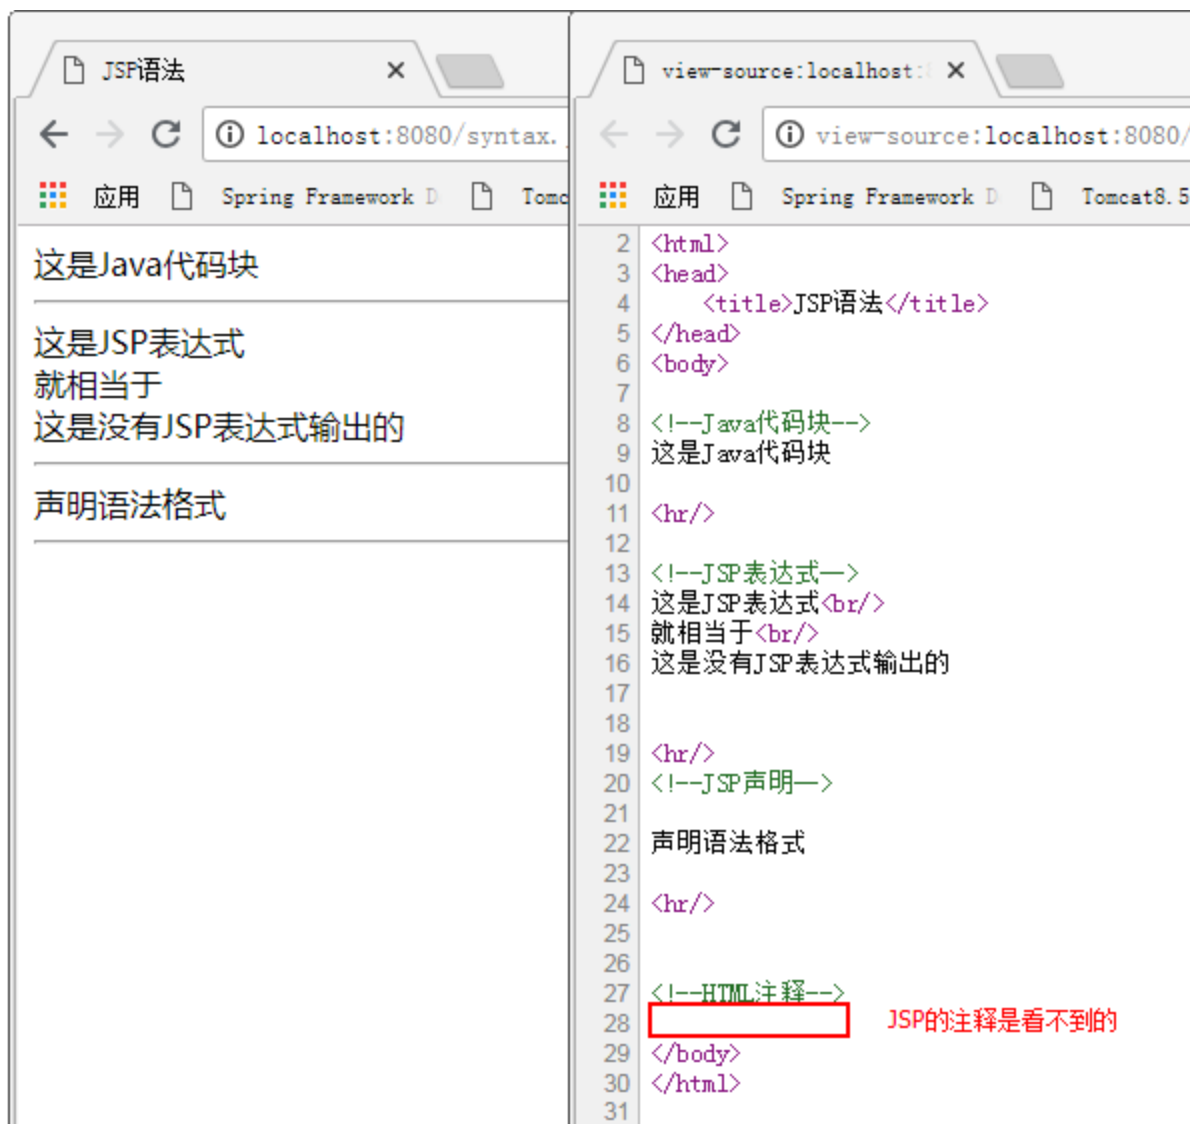 JSP语法
localhost:8080/syntax.
应用 Spring Framework D Tomc
这是Java代码块
这是JSP表达式
就相当于
这是没有JSP表达式输出的
声明语法格式
view-source:localhost:
view-source:localhost:8080/
应用 Spring Framework D Tomcat8.5
2 <html>
3 <head>
4 <title>JSP语法</title>
5 </head>
6 <body>
7
8 <!--Java代码块-->
9 这是Java代码块
10
11 <hr/>
12
13 <!--JSP表达式-->
14 这是JSP表达式<br/>
15 就相当于<br/>
16 这是没有JSP表达式输出的
17
18
19 <hr/>
20 <!--JSP声明-->
21
22 声明语法格式
23
24 <hr/>
25
26
27 <!--HTML注释-->
28 JSP的注释是看不到的
29 </body>
30 </html>
31